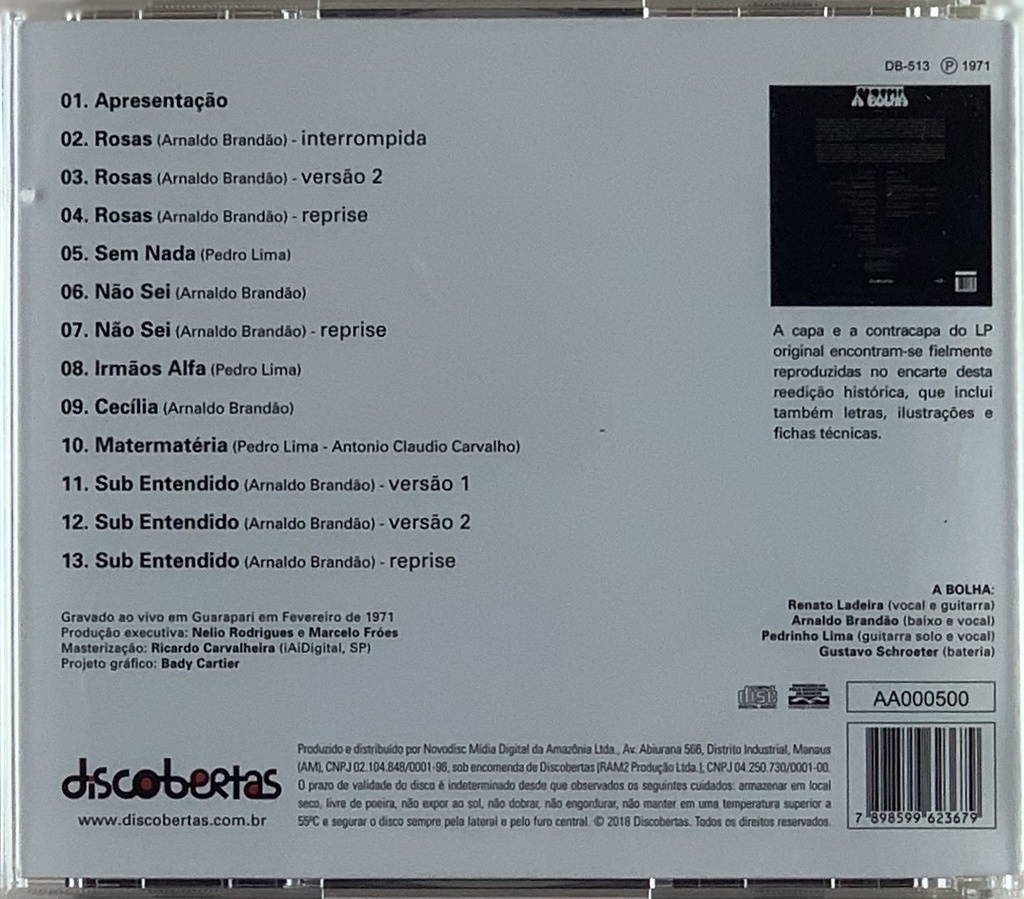 DB-513 Ⓟ 1971
01. Apresentação
02. Rosas (Arnaldo Brandão) - interrompida
03. Rosas (Arnaldo Brandão) - versão 2
04. Rosas (Arnaldo Brandão) - reprise
05. Sem Nada (Pedro Lima)
06. Não Sei (Arnaldo Brandão)
07. Não Sei (Arnaldo Brandão) - reprise
08. Irmãos Alfa (Pedro Lima)
09. Cecília (Arnaldo Brandão)
10. Matermatéria (Pedro Lima - Antonio Claudio Carvalho)
11. Sub Entendido (Arnaldo Brandão) - versão 1
12. Sub Entendido (Arnaldo Brandão) - versão 2
13. Sub Entendido (Arnaldo Brandão) - reprise
A BOLHA
A capa e a contracapa do LP
original encontram-se fielmente
reproduzidas no encarte desta
reedição histórica, que inclui
também letras, ilustrações e
fichas técnicas.
Gravado ao vivo em Guarapari em Fevereiro de 1971
Produção executiva: Nelio Rodrigues e Marcelo Fróes
Masterização: Ricardo Carvalheira (iAiDigital, SP)
Projeto gráfico: Bady Cartier
A BOLHA:
Renato Ladeira (vocal e guitarra)
Arnaldo Brandão (baixo e vocal)
Pedrinho Lima (guitarra solo e vocal)
Gustavo Schroeter (bateria)
disc
DIGITAL AUDIO
AA000500
discobertas
www.discobertas.com.br
Produzido e distribuído por Novodisc Mídia Digital da Amazônia Ltda., Av. Abiurana 566, Distrito Industrial, Manaus
(AM), CNPJ 02.104.848/0001-96, sob encomenda de Discobertas (RAM2 Produção Ltda.), CNPJ 04.250.730/0001-00.
O prazo de validade do disco é indeterminado desde que observados os seguintes cuidados: armazenar em local
seco, livre de poeira, não expor ao sol, não dobrar, não engordurar, não manter em uma temperatura superior a
55ºC e segurar o disco sempre pela lateral e pelo furo central. © 2018 Discobertas. Todos os direitos reservados.
7 898599 623679